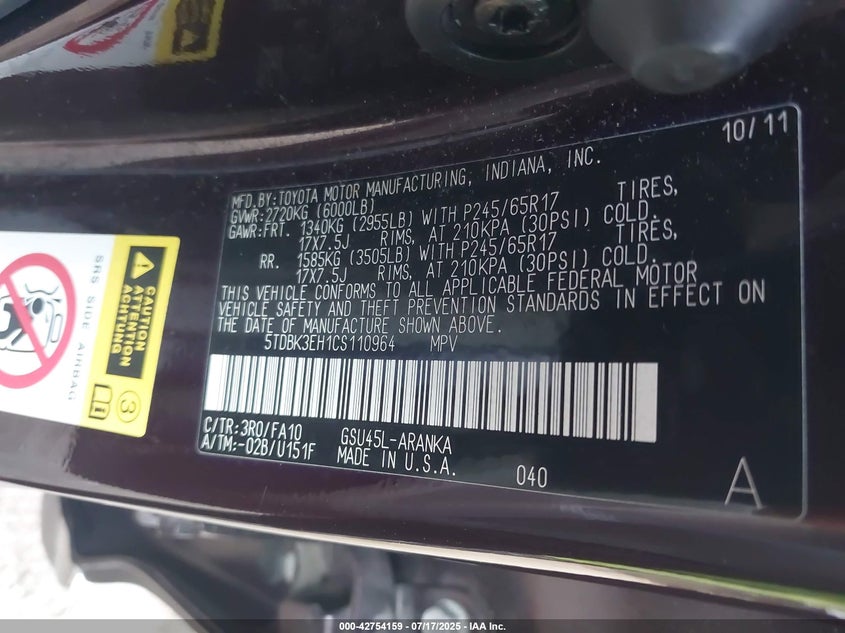 10/11
MFD.BY:TOYOTA MOTOR MANUFACTURING, INDIANA, INC.
GVWR:2720KG (6000LB)
GAWR:FRT. 1340KG (2955LB) WITH P245/65R17 TIRES,
17X7.5J RIMS, AT 210KPA (30PSI) COLD.
RR. 1585KG (3505LB) WITH P245/65R17 TIRES,
17X7.5J RIMS, AT 210KPA (30PSI) COLD.
THIS VEHICLE CONFORMS TO ALL APPLICABLE FEDERAL MOTOR
VEHICLE SAFETY AND THEFT PREVENTION STANDARDS IN EFFECT ON
THE DATE OF MANUFACTURE SHOWN ABOVE.
5TDBK3EH1CS110964 MPV
C/TR:3R0/FA10 GSU45L-ARANKA
A/TM:-02B/U151F MADE IN U.S.A. 040
A
SRS SIDE AIRBAG
CAUTION
ATTENTION
ACHTUNG
3
000-42754159 - 07/17/2025 - IAA Inc.